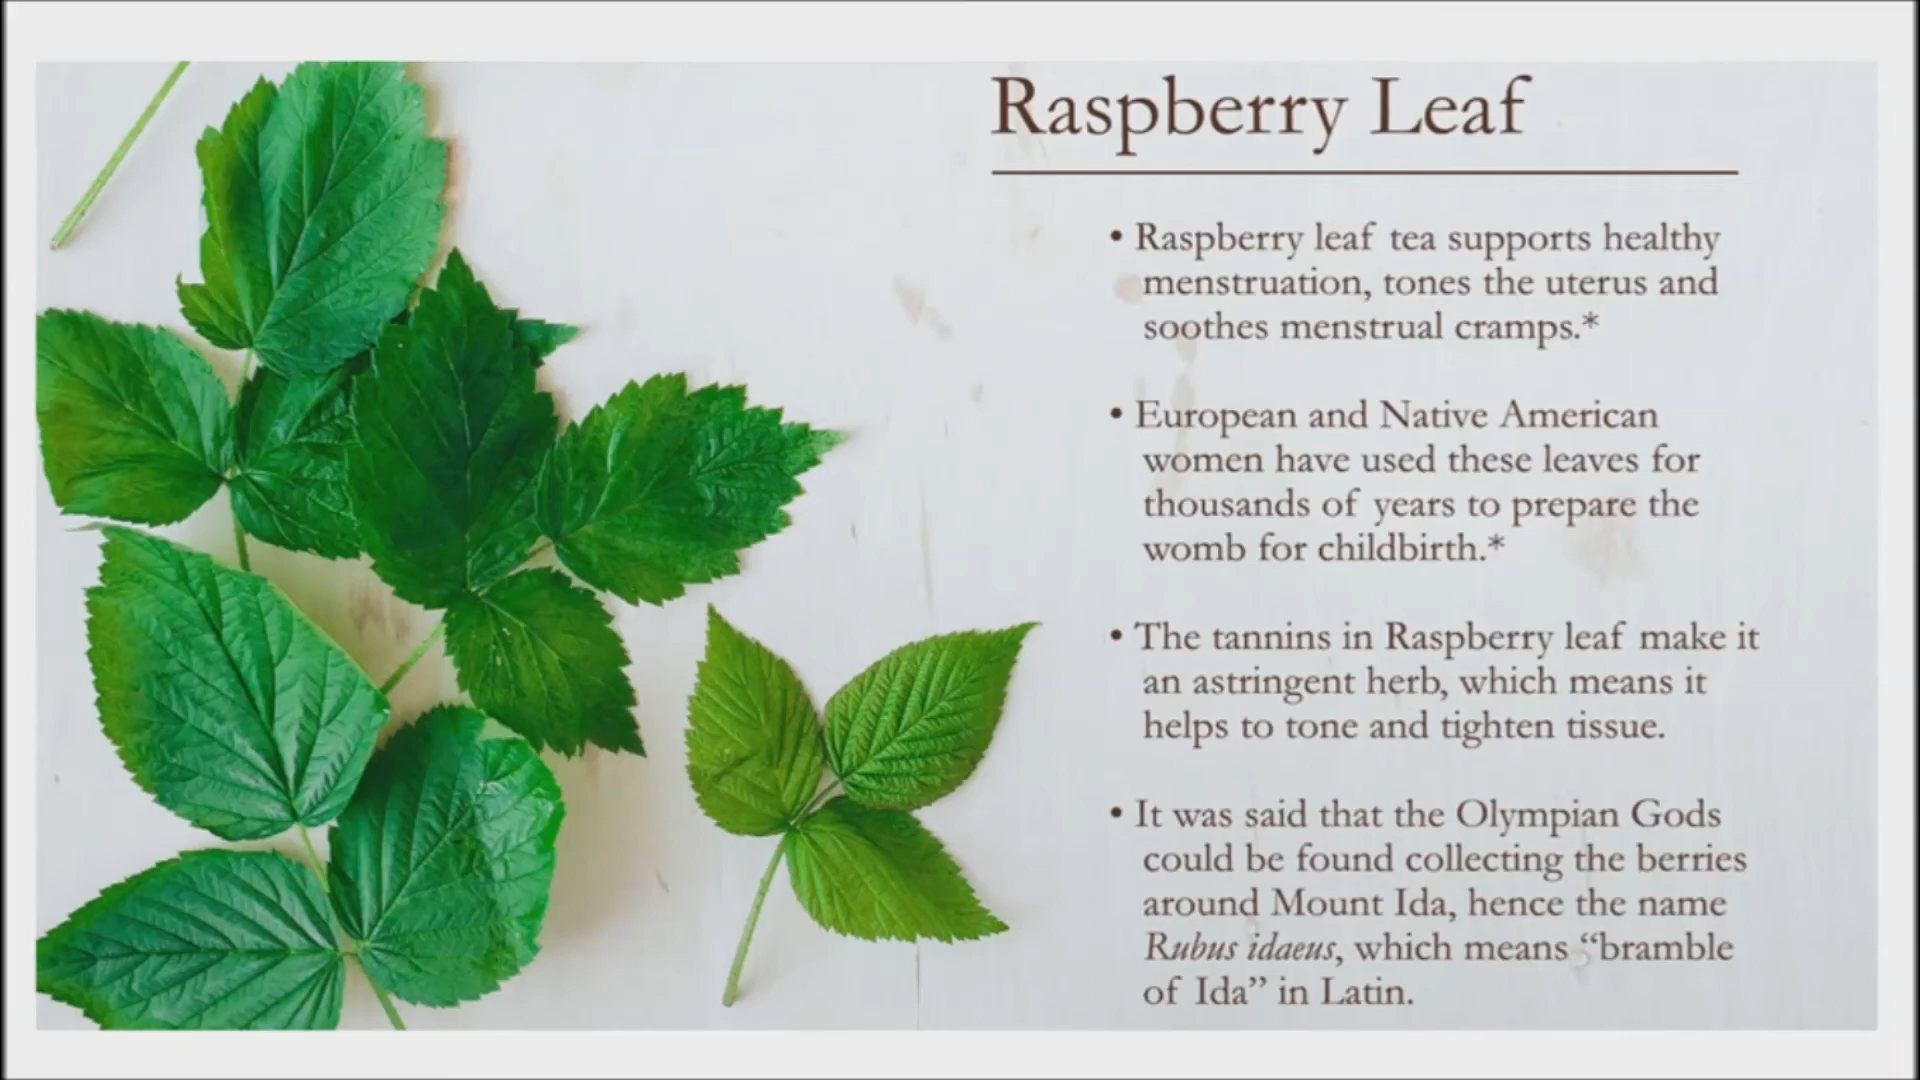 Raspberry Leaf
• Raspberry leaf tea supports healthy
menstruation, tones the uterus and
soothes menstrual cramps.*
• European and Native American
women have used these leaves for
thousands of years to prepare the
womb for childbirth.*
• The tannins in Raspberry leaf make it
an astringent herb, which means it
helps to tone and tighten tissue.
• It was said that the Olympian Gods
could be found collecting the berries
around Mount Ida, hence the name
Rubus idaeus, which means “bramble
of Ida” in Latin.